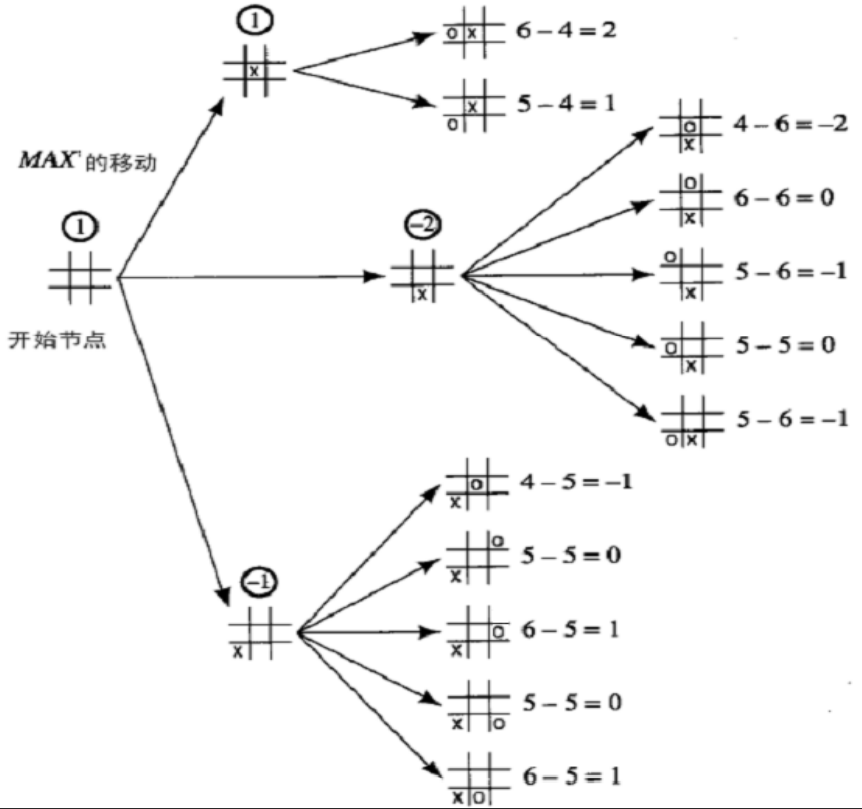 1
x
o x 6 – 4 = 2
x
o
5 – 4 = 1
MAX' 的移动
1
开始节点
–2
x
o
x
4 – 6 = –2
o
x
6 – 6 = 0
o
x
5 – 6 = –1
o
x
5 – 5 = 0
o x
5 – 6 = –1
–1
x
o
x
4 – 5 = –1
o
x
5 – 5 = 0
o
x
6 – 5 = 1
x o
5 – 5 = 0
x o
6 – 5 = 1